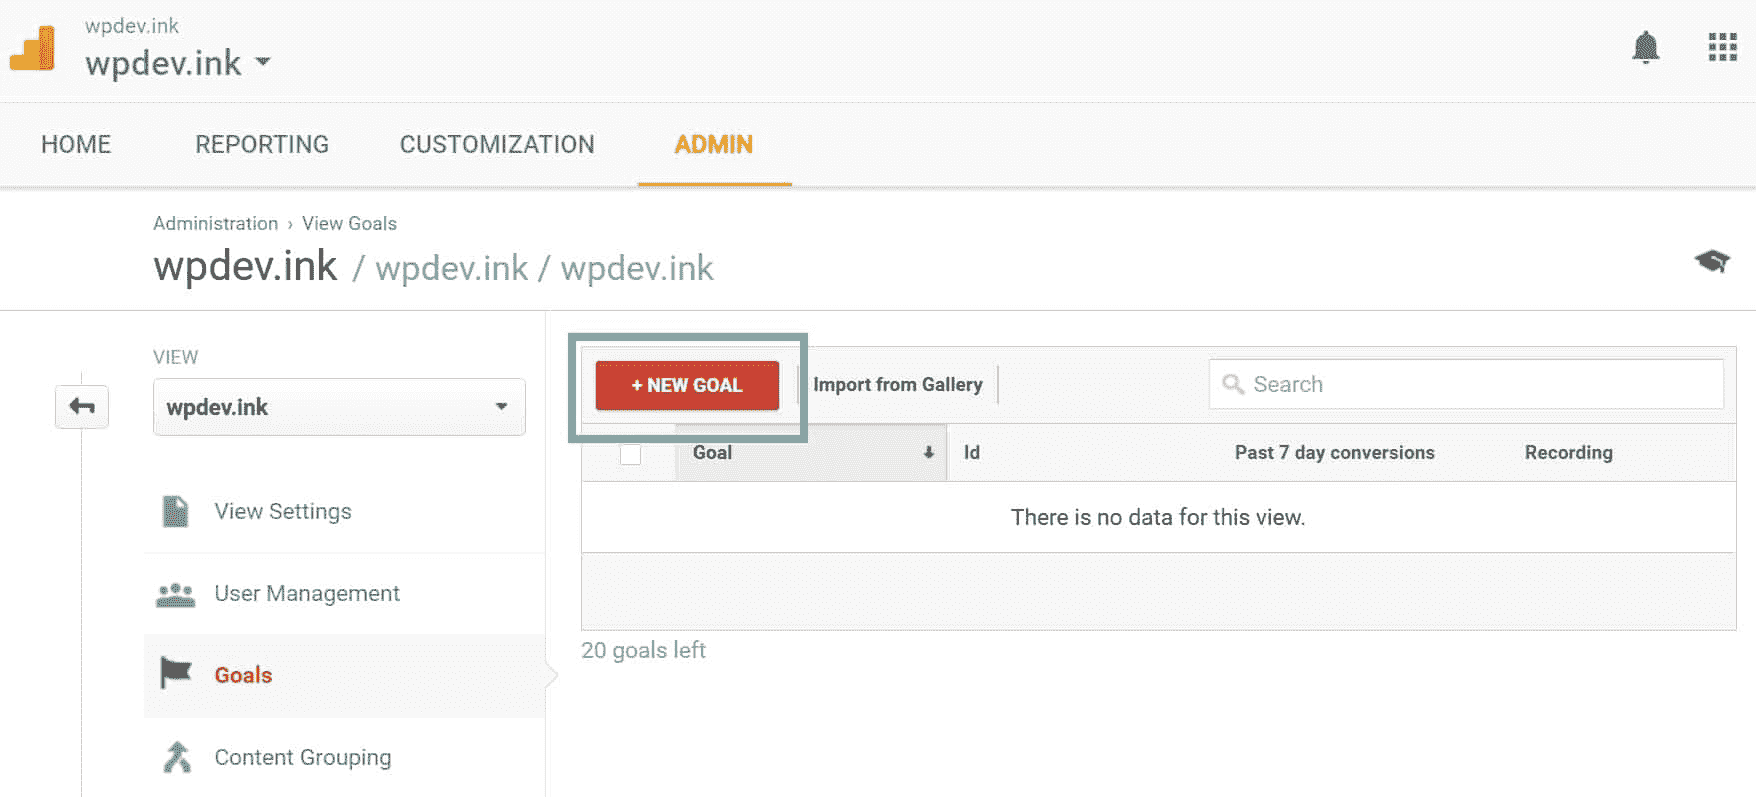 wpdev.ink
wpdev.ink
HOME REPORTING CUSTOMIZATION ADMIN
Administration › View Goals
wpdev.ink / wpdev.ink / wpdev.ink
VIEW
wpdev.ink
View Settings
User Management
Goals
Content Grouping
+ NEW GOAL Import from Gallery Search
Goal Id Past 7 day conversions Recording
There is no data for this view.
20 goals left